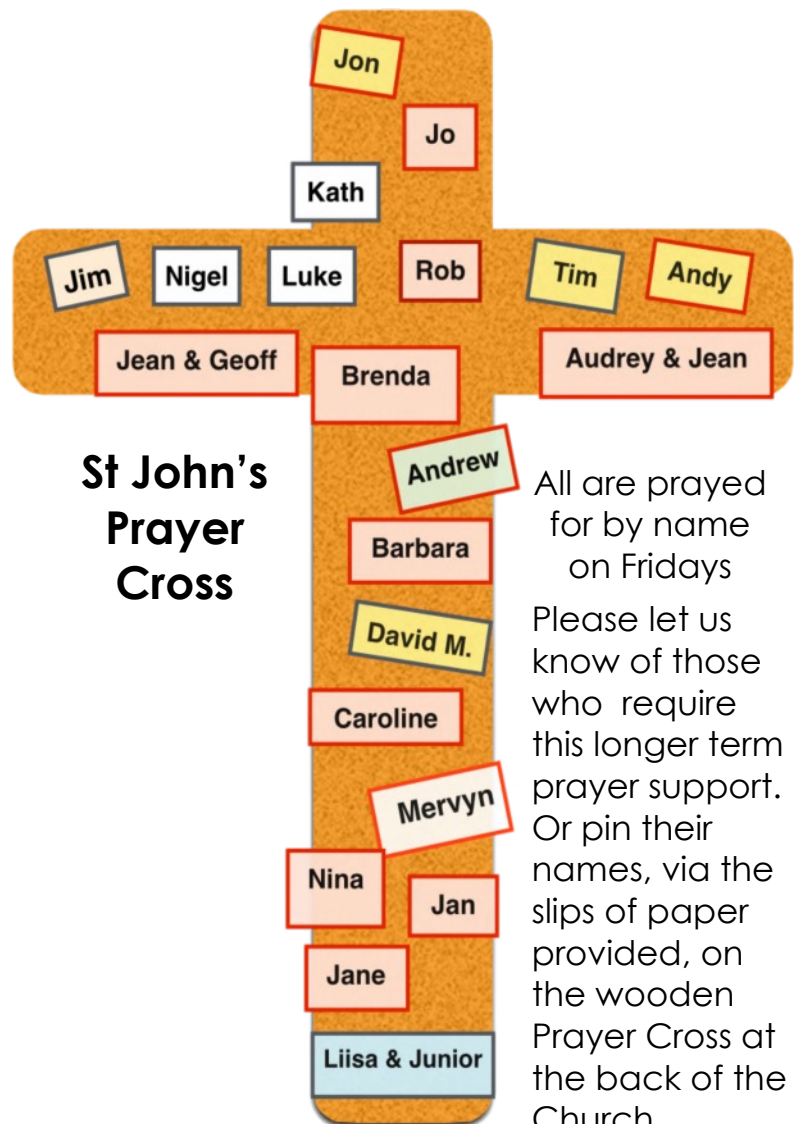 Jon
Jo
Kath
Jim
Nigel
Luke
Rob
Tim
Andy
Jean & Geoff
Brenda
Audrey & Jean
Andrew
Barbara
David M.
Caroline
Mervyn
Nina
Jan
Jane
Liisa & Junior
St John’s
Prayer
Cross
All are prayed
for by name
on Fridays
Please let us
know of those
who require
this longer term
prayer support.
Or pin their
names, via the
slips of paper
provided, on
the wooden
Prayer Cross at
the back of the
Church